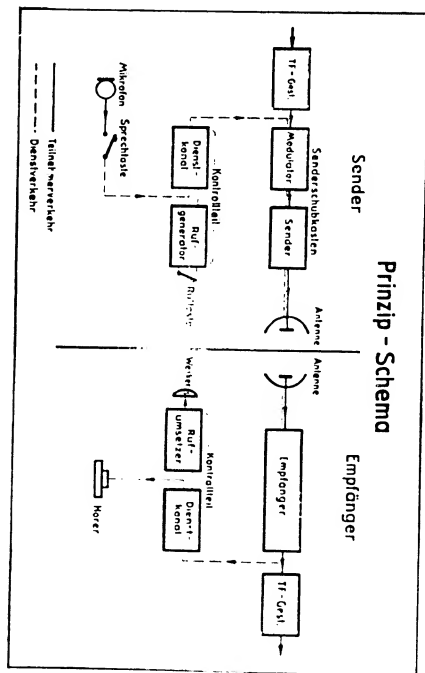 Prinzip - Schema
Sender
Empfänger
TF-Gest.
Senderschubkasten
Modulator
Sender
Antenne
Antenne
Empfänger
TF-Gest.
Kontrollteil
Dienst-
kanal
Ruf-
generator
Ruftaste
Wecker
Kontrollteil
Ruf-
umsetzer
Dienst-
kanal
Mikrofon
Sprechtaste
Hörer
Teilnehmerverkehr
Dienstverkehr